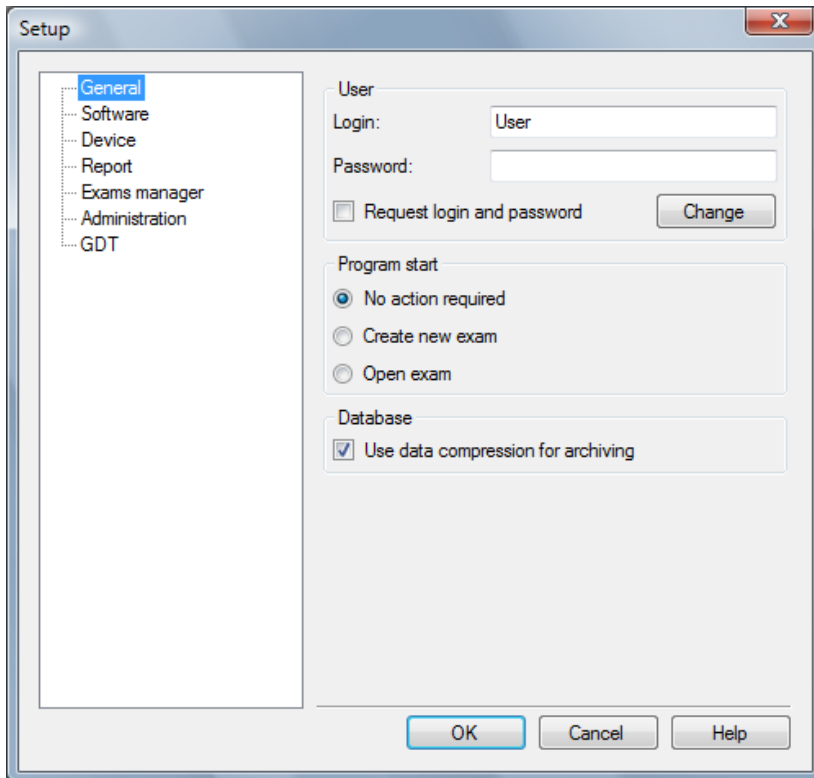 Setup
General
Software
Device
Report
Exams manager
Administration
GDT
User
Login: User
Password:
Request login and password Change
Program start
No action required
Create new exam
Open exam
Database
Use data compression for archiving
OK Cancel Help